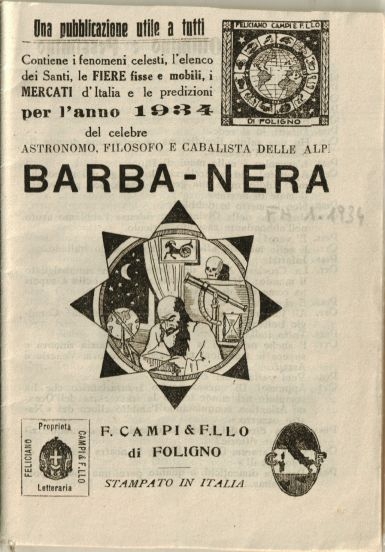 Una pubblicazione utile a tutti
Contiene i fenomeni celesti, l'elenco
dei Santi, le FIERE fisse e mobili, i
MERCATI d'Italia e le predizioni
per l'anno 1934
del celebre
FELICIANO CAMPI & F.LLO
DI FOLIGNO
ASTRONOMO, FILOSOFO E CABALISTA DELLE ALP
BARBA-NERA
1-1934
F. CAMPI & F.LLO
di FOLIGNO
STAMPATO IN ITALIA
Proprietà
FELICIANO
CAMPI & F.LLO
Letteraria
C F